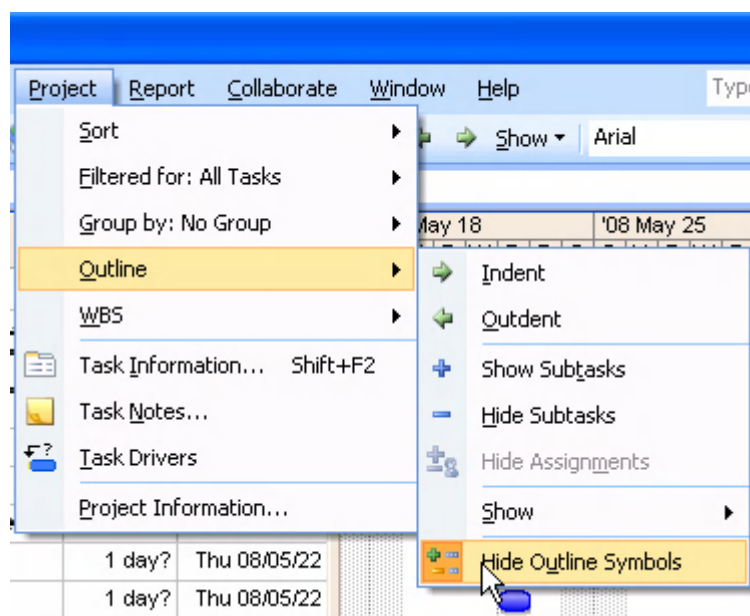 Project Report Collaborate Window Help Typ
Show Arial
Sort
Filtered for: All Tasks
Group by: No Group
May 18 '08 May 25
Outline
Indent
WBS
Outdent
Task Information... Shift+F2
Show Subtasks
Task Notes...
Hide Subtasks
Task Drivers
Hide Assignments
Project Information...
Show
1 day? Thu 08/05/22
Hide Outline Symbols
1 day? Thu 08/05/22